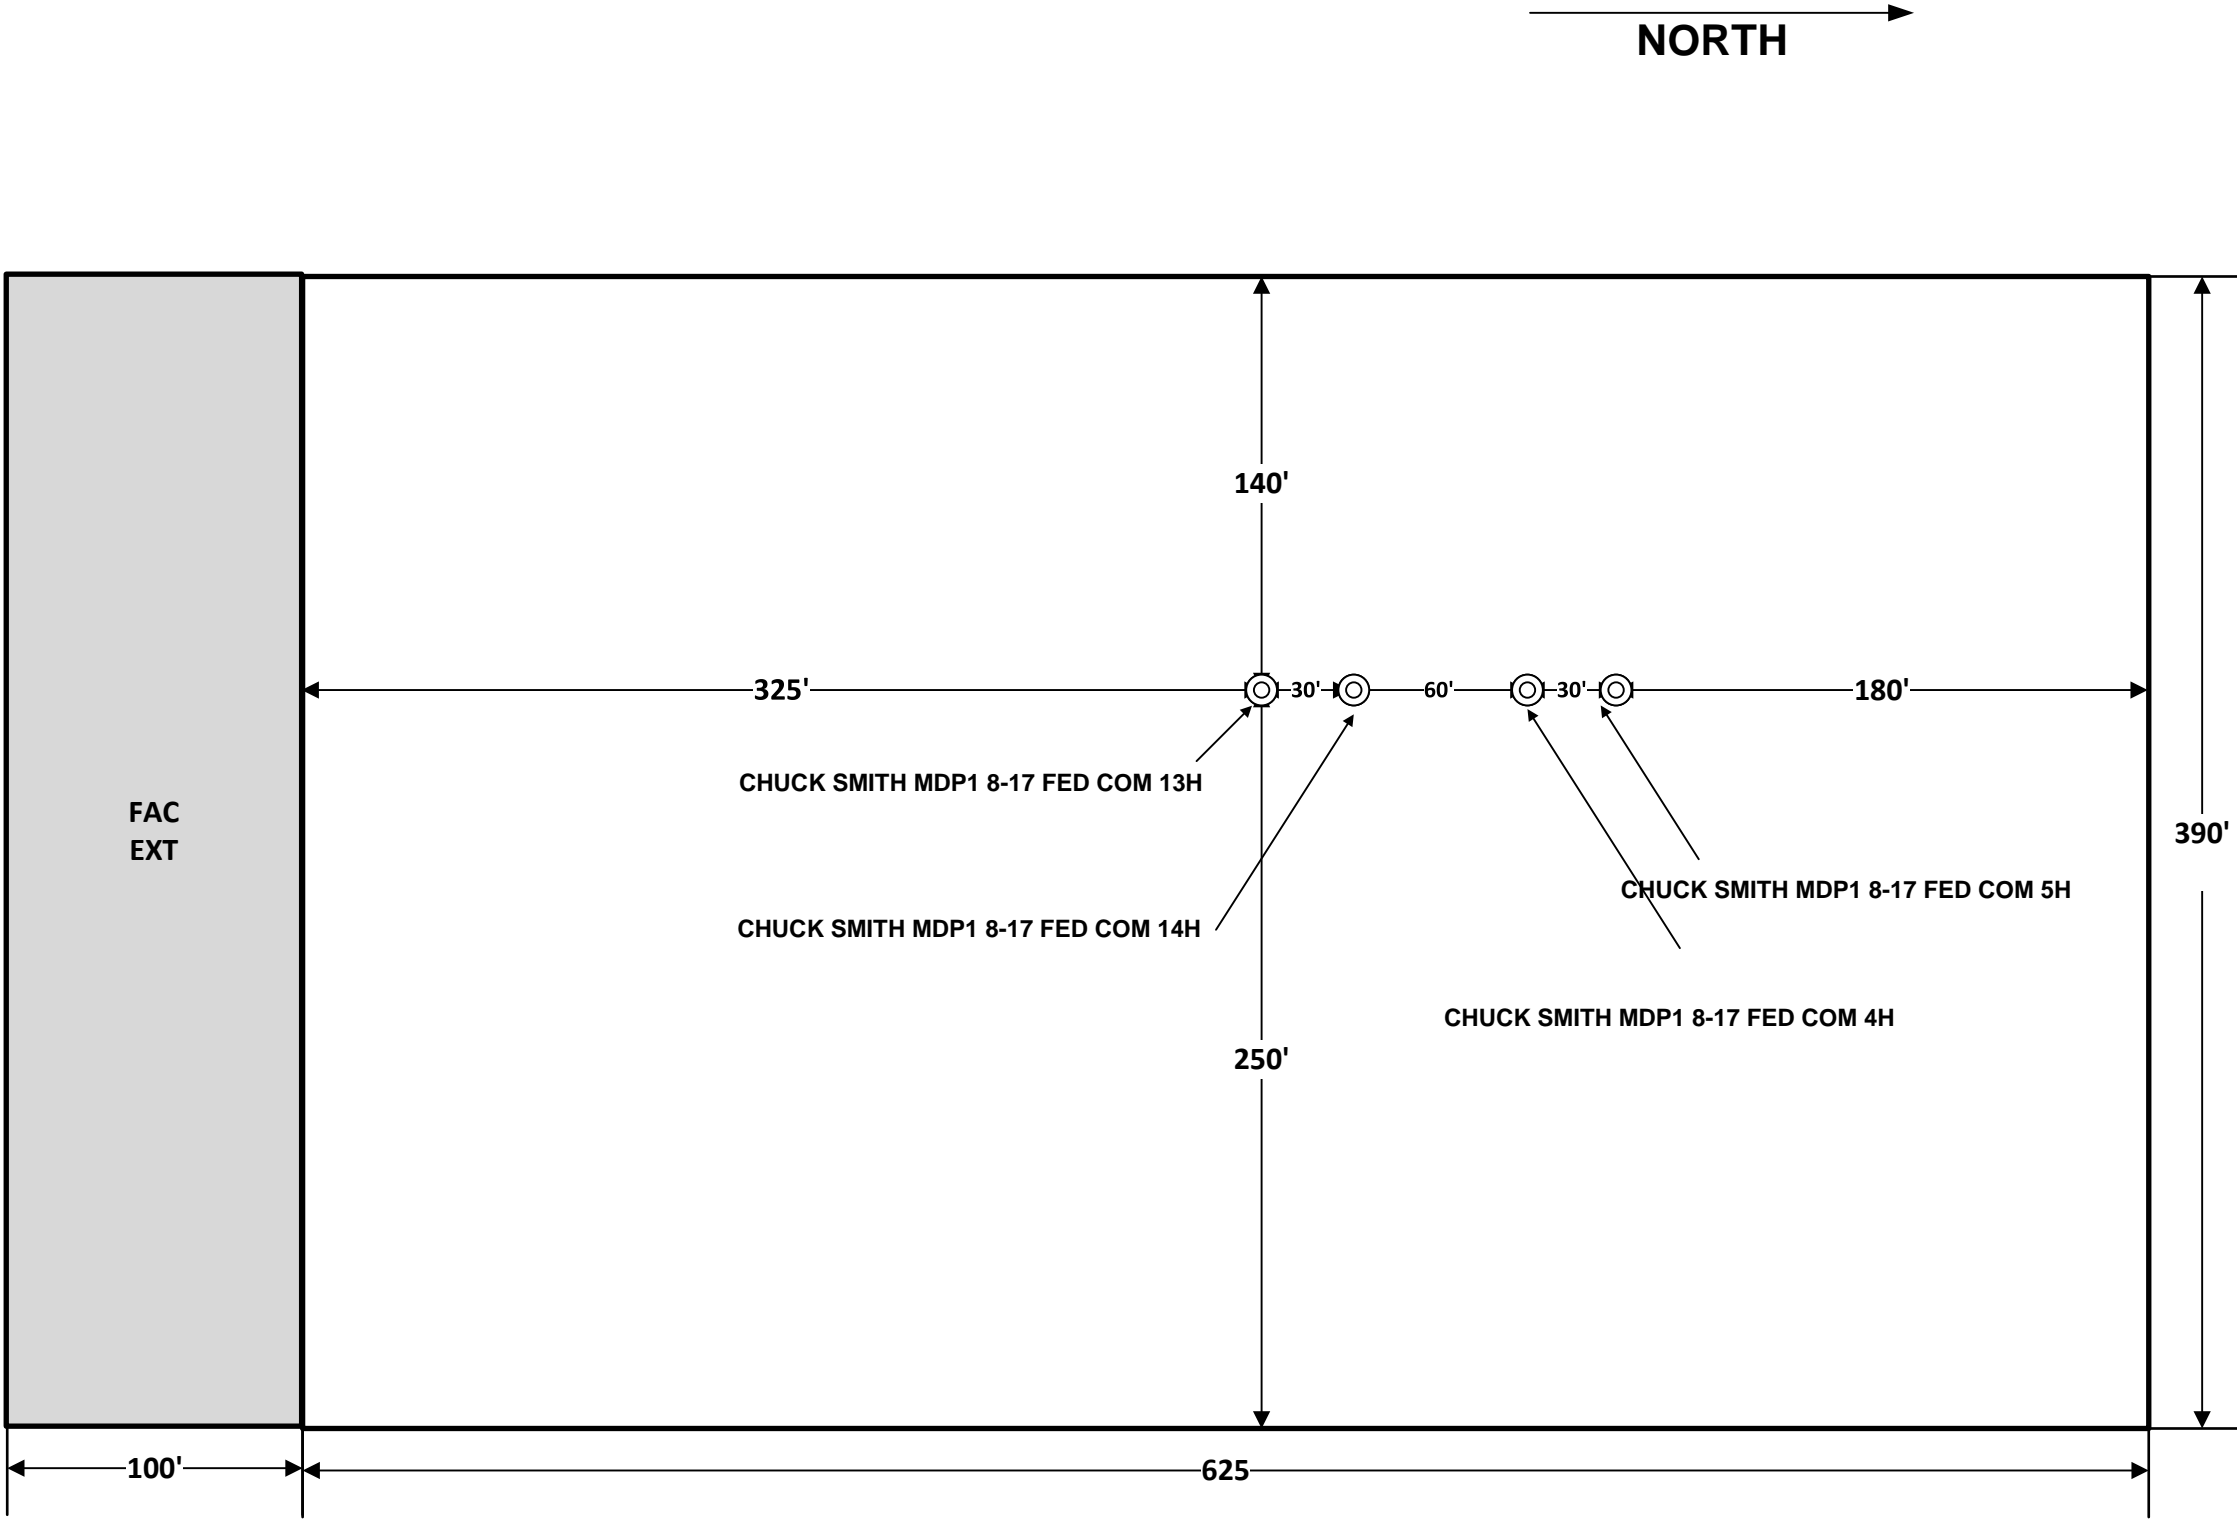 NORTH
140'
325'
30'
60'
30'
180'
CHUCK SMITH MDP1 8-17 FED COM 13H
FAC
EXT
390'
CHUCK SMITH MDP1 8-17 FED COM 5H
CHUCK SMITH MDP1 8-17 FED COM 14H
CHUCK SMITH MDP1 8-17 FED COM 4H
250'
100'
625